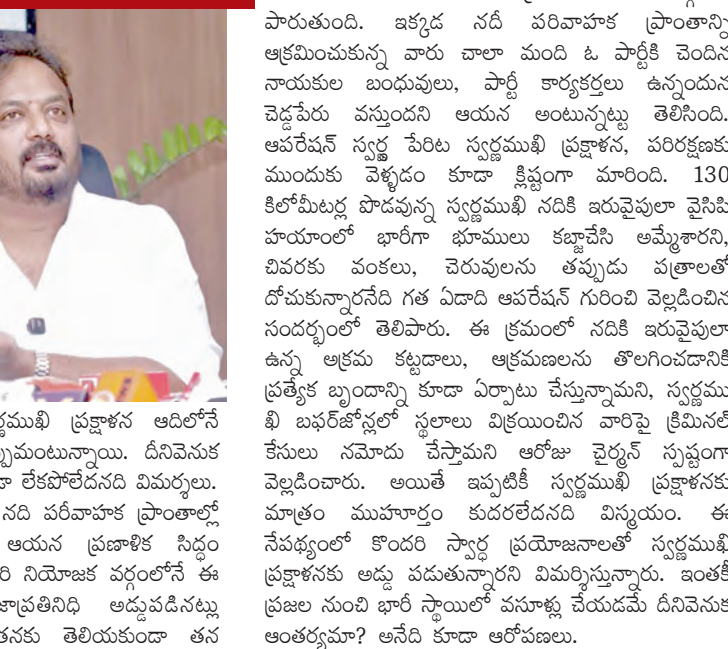 ర్ణముఖి ప్రక్షాళన ఆదిలోనే
ప్పుమంటున్నాయి. దీనివెనుక
డా లేకపోలేదనది విమర్శలు.
నది పరీవాహక ప్రాంతాల్లో
ఆయన ప్రణాళిక సిద్ధం
రి నియోజక వర్గంలోనే ఈ
జాప్రతినిధి అడ్డుపడినట్లు
తనకు తెలియకుండా తన
పారుతుంది. ఇక్కడ నదీ పరివాహక ప్రాంతాన్ని
ఆక్రమించుకున్న వారు చాలా మంది ఓ పార్టీకి చెందిన
నాయకుల బంధువులు, పార్టీ కార్యకర్తలు ఉన్నందున
చెడ్డపేరు వస్తుందని ఆయన అంటున్నట్టు తెలిసింది.
ఆపరేషన్ స్వర్ణ పేరిట స్వర్ణముఖి ప్రక్షాళన, పరిరక్షణకు
ముందుకు వెళ్ళడం కూడా క్లిష్టంగా మారింది. 130
కిలోమీటర్ల పొడవున్న స్వర్ణముఖి నదికి ఇరువైపులా వైసిపి
హయాంలో భారీగా భూములు కబ్జాచేసి అమ్మేశారని,
చివరకు వంకలు, చెరువులను తప్పుడు పత్రాలతో
దోచుకున్నారనేది గత ఏడాది ఆపరేషన్ గురించి వెల్లడించిన
సందర్భంలో తెలిపారు. ఈ క్రమంలో నదికి ఇరువైపులా
ఉన్న అక్రమ కట్టడాలు, ఆక్రమణలను తొలగించడానికి
ప్రత్యేక బృందాన్ని కూడా ఏర్పాటు చేస్తున్నామని, స్వర్ణము
ఖి బఫర్‌జోన్లలో స్థలాలు విక్రయించిన వారిపై క్రిమినల్
కేసులు నమోదు చేస్తామని ఆరోజు చైర్మన్ స్పష్టంగా
వెల్లడించారు. అయితే ఇప్పటికీ స్వర్ణముఖి ప్రక్షాళనకు
మాత్రం ముహూర్తం కుదరలేదనది విస్మయం. ఈ
నేపథ్యంలో కొందరి స్వార్ధ ప్రయోజనాలతో స్వర్ణముఖి
ప్రక్షాళనకు అడ్డు పడుతున్నారని విమర్శిస్తున్నారు. ఇంతకీ
ప్రజల నుంచి భారీ స్థాయిలో వసూళ్లు చేయడమే దీనివెనుక
ఆంతర్యమా? అనేది కూడా ఆరోపణలు.